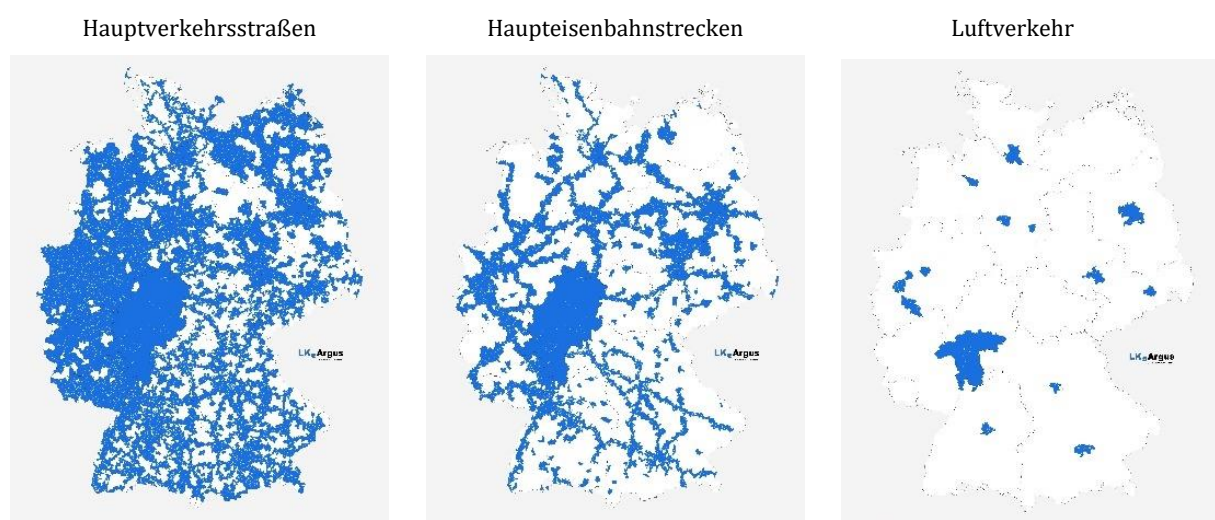 Hauptverkehrsstraßen
Haupteisenbahnstrecken
Luftverkehr
LK Argus
LK Argus
LK Argus